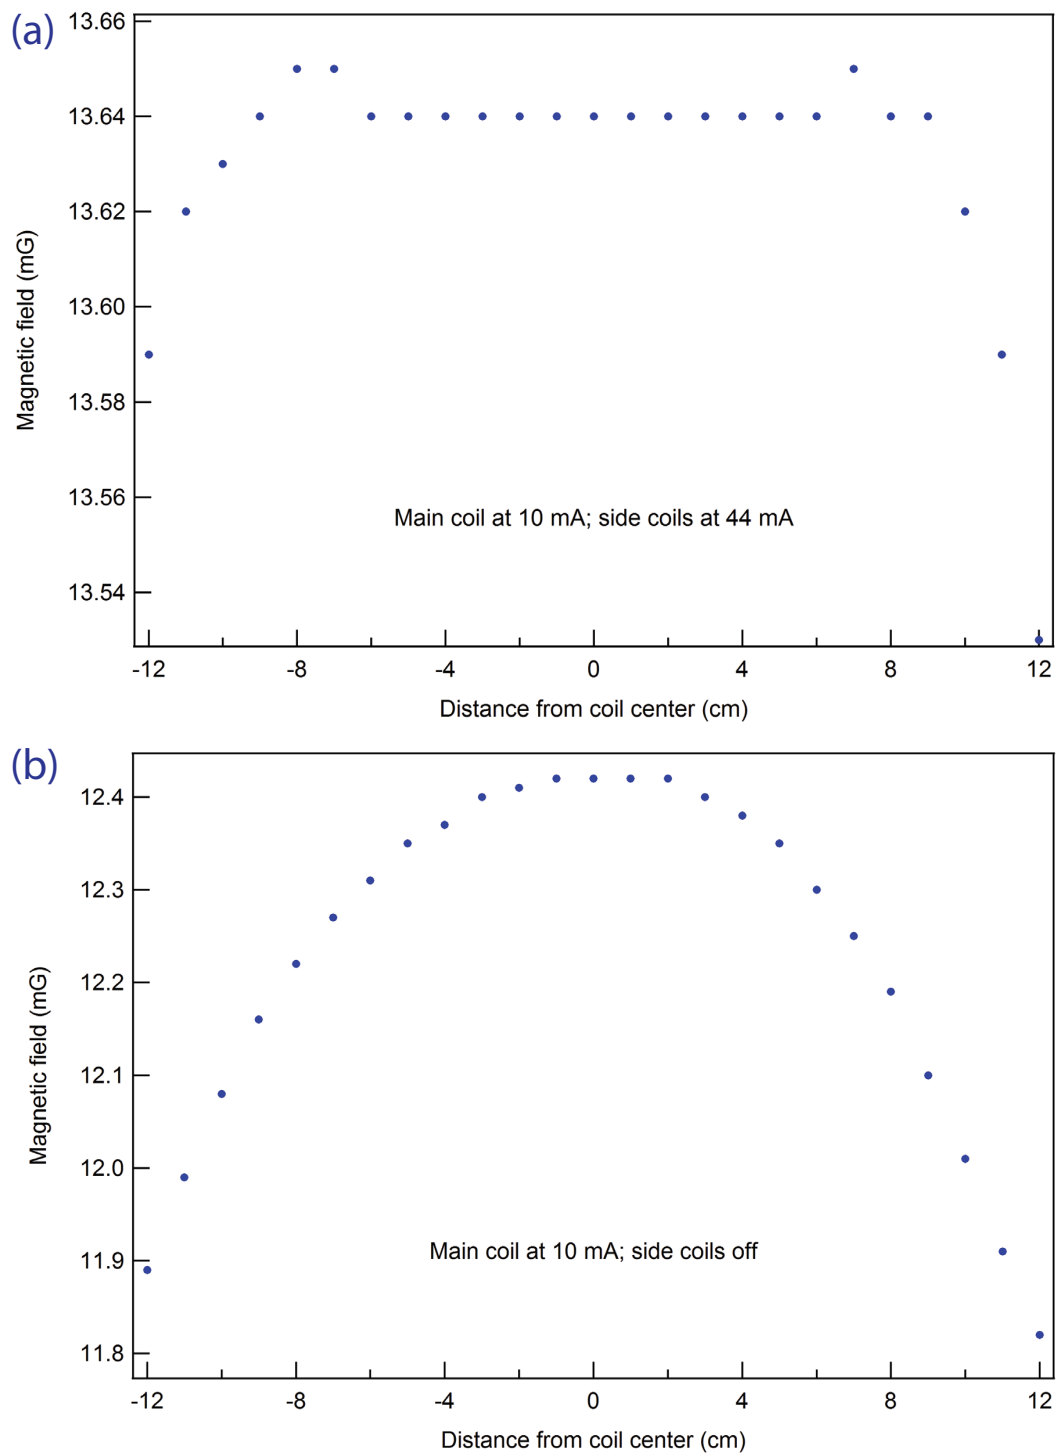 (a)
13.66
13.64
13.62
13.60
13.58
13.56
13.54
Magnetic field (mG)
Main coil at 10 mA; side coils at 44 mA
-12 -8 -4 0 4 8 12
Distance from coil center (cm)
(b)
12.4
12.3
12.2
12.1
12.0
11.9
11.8
Magnetic field (mG)
Main coil at 10 mA; side coils off
-12 -8 -4 0 4 8 12
Distance from coil center (cm)